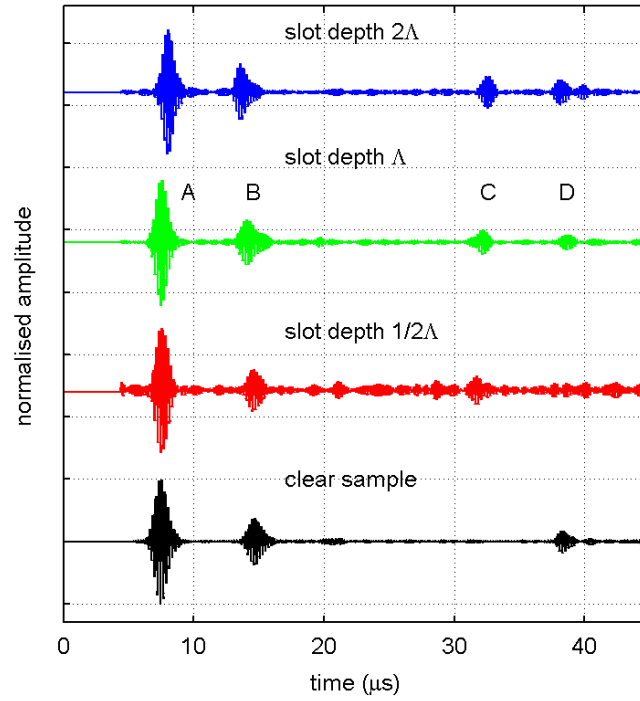 slot depth 2Λ
slot depth Λ
A B C D
slot depth 1/2Λ
clear sample
normalised amplitude
0 10 20 30 40
time (μs)